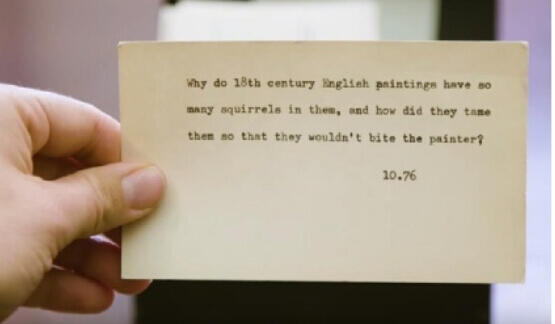 Why do 18th century English paintings have so
many squirrels in them, and how did they tame
them so that they wouldn't bite the painter?
10.76